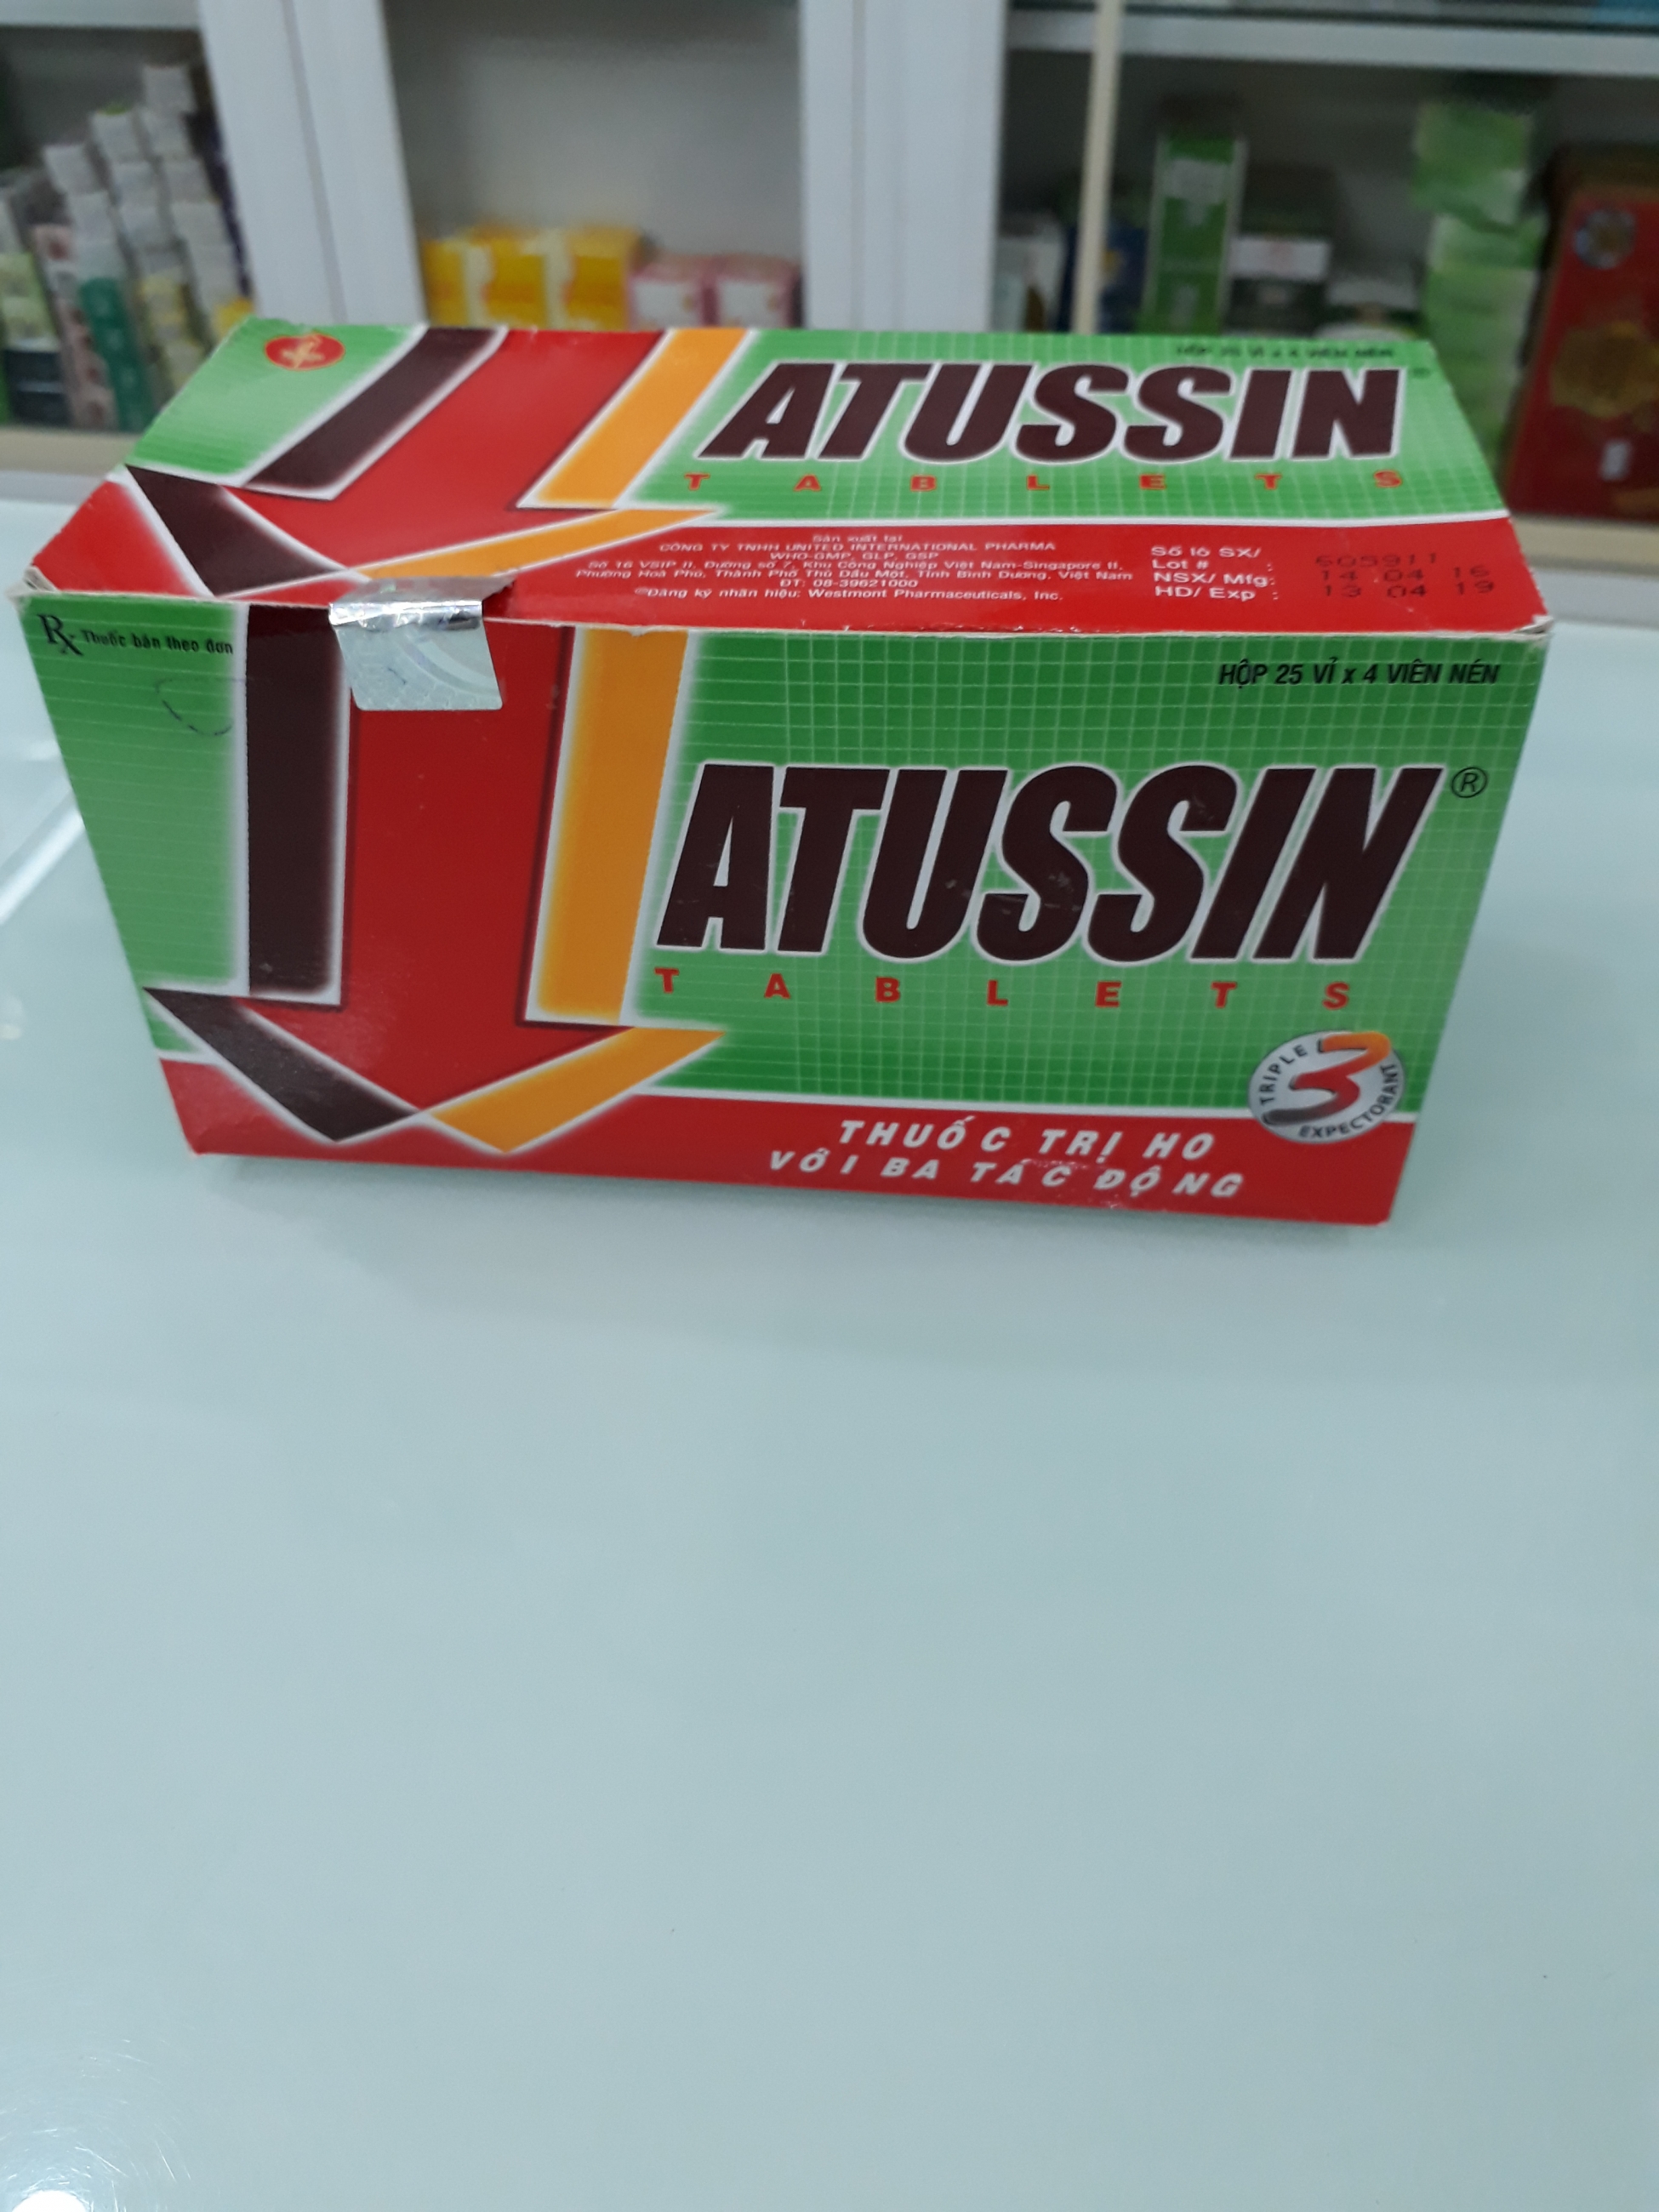 ATUSSIN
TABLETS
Sản xuất tại
CÔNG TY TNHH UNITED INTERNATIONAL PHARMA
WHO-GMP, GLP, GSP
Số 16 VSIP II, Đường số 7, Khu Công Nghiệp Việt Nam-Singapore II,
Phường Hoà Phú, Thành Phố Thủ Dầu Một, Tỉnh Bình Dương, Việt Nam
ĐT: 08-39621000
®Đăng ký nhãn hiệu: Westmont Pharmaceuticals, Inc.
Số lô SX/
Lot # : 605911
NSX/ Mfg: 14 04 16
HD/ Exp : 13 04 19
Rx Thuốc bán theo đơn
HỘP 25 VỈ x 4 VIÊN NÉN
ATUSSIN®
TABLETS
TRIPLE 3 EXPECTORANT
THUỐC TRỊ HO
VỚI BA TÁC ĐỘNG